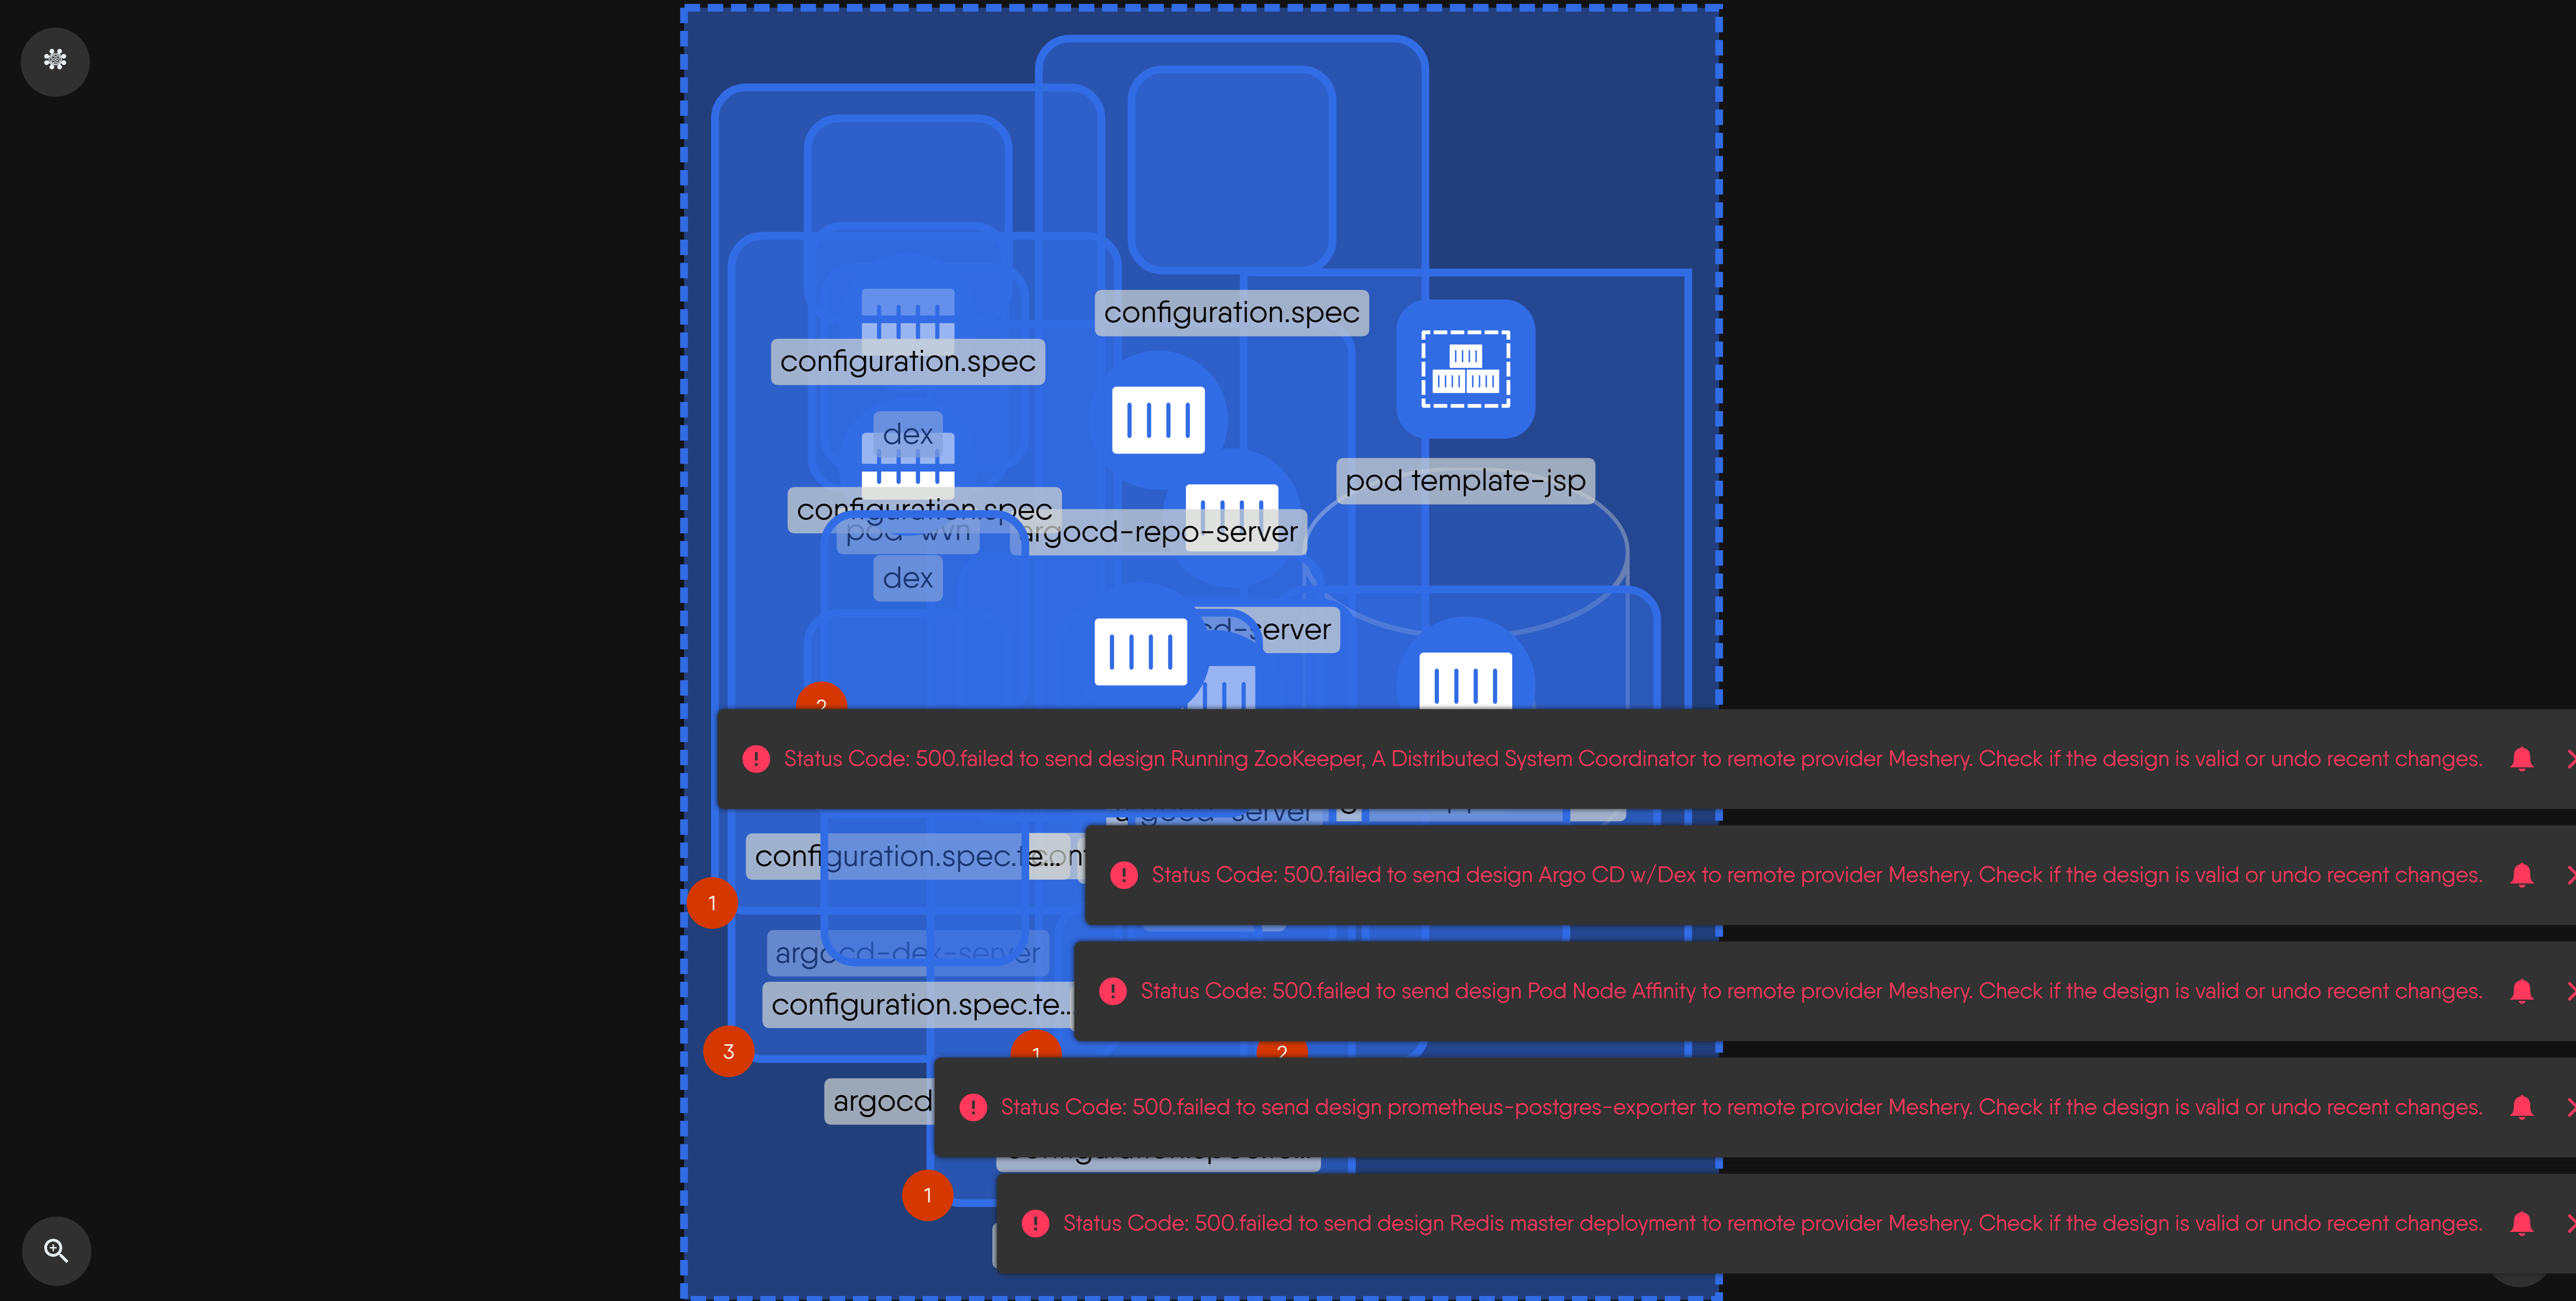 configuration.spec
configuration.spec
dex
pod template-jsp
configuration.spec
pod-wvn
argocd-repo-server
dex
cd-server
2
Status Code: 500.failed to send design Running ZooKeeper, A Distributed System Coordinator to remote provider Meshery. Check if the design is valid or undo recent changes.
argocd-server
configuration.spec.te...
Status Code: 500.failed to send design Argo CD w/Dex to remote provider Meshery. Check if the design is valid or undo recent changes.
1
argocd-dex-server
Status Code: 500.failed to send design Pod Node Affinity to remote provider Meshery. Check if the design is valid or undo recent changes.
configuration.spec.te...
3
1
2
argocd
Status Code: 500.failed to send design prometheus-postgres-exporter to remote provider Meshery. Check if the design is valid or undo recent changes.
1
Status Code: 500.failed to send design Redis master deployment to remote provider Meshery. Check if the design is valid or undo recent changes.